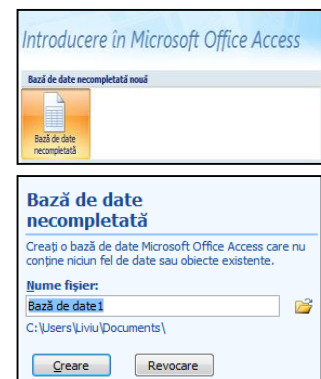 Introducere în Microsoft Office Access
Bază de date necompletată nouă
Bază de date
necompletată
Bază de date
necompletată
Creați o bază de date Microsoft Office Access care nu
conține niciun fel de date sau obiecte existente.
Nume fișier:
Bază de date1
C:\Users\Liviu\Documents\
Creare Revocare